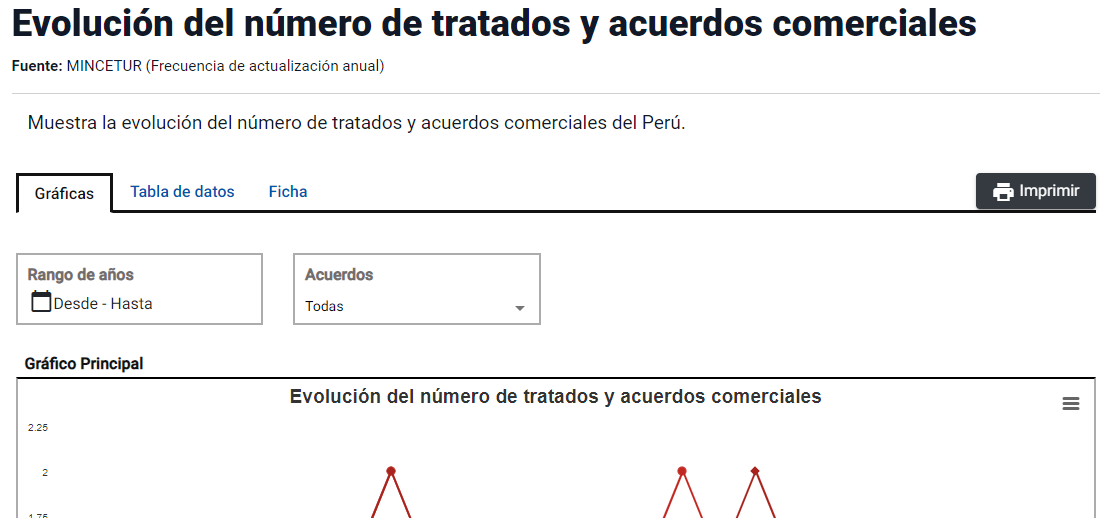 Evolución del número de tratados y acuerdos comerciales
Fuente: MINCETUR (Frecuencia de actualización anual)
Muestra la evolución del número de tratados y acuerdos comerciales del Perú.
Gráficas Tabla de datos Ficha Imprimir
Rango de años Acuerdos
Desde - Hasta Todas
Gráfico Principal
Evolución del número de tratados y acuerdos comerciales
2.25
2
1.75